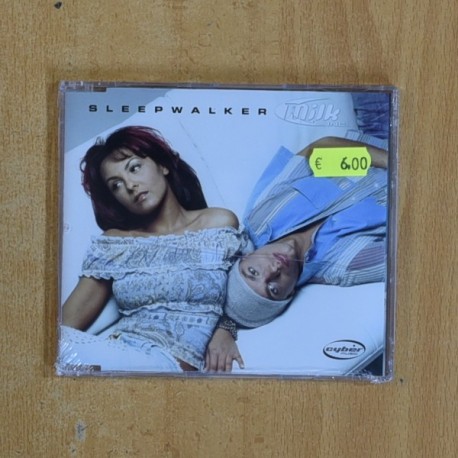 SLEEPWALKER
Milk
€ 6.00
cyber